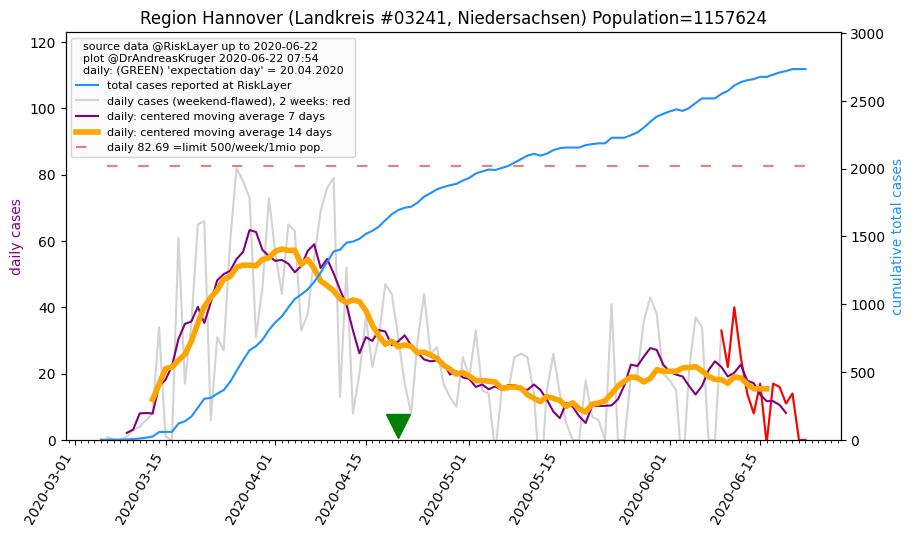 Region Hannover (Landkreis #03241, Niedersachsen) Population=1157624
source data @RiskLayer up to 2020-06-22
plot @DrAndreasKruger 2020-06-22 07:54
daily: (GREEN) 'expectation day' = 20.04.2020
total cases reported at RiskLayer
daily cases (weekend-flawed), 2 weeks: red
daily: centered moving average 7 days
daily: centered moving average 14 days
daily 82.69 =limit 500/week/1mio pop.
daily cases
120
100
80
60
40
20
0
cumulative total cases
3000
2500
2000
1500
1000
500
0
2020-03-01
2020-03-15
2020-04-01
2020-04-15
2020-05-01
2020-05-15
2020-06-01
2020-06-15